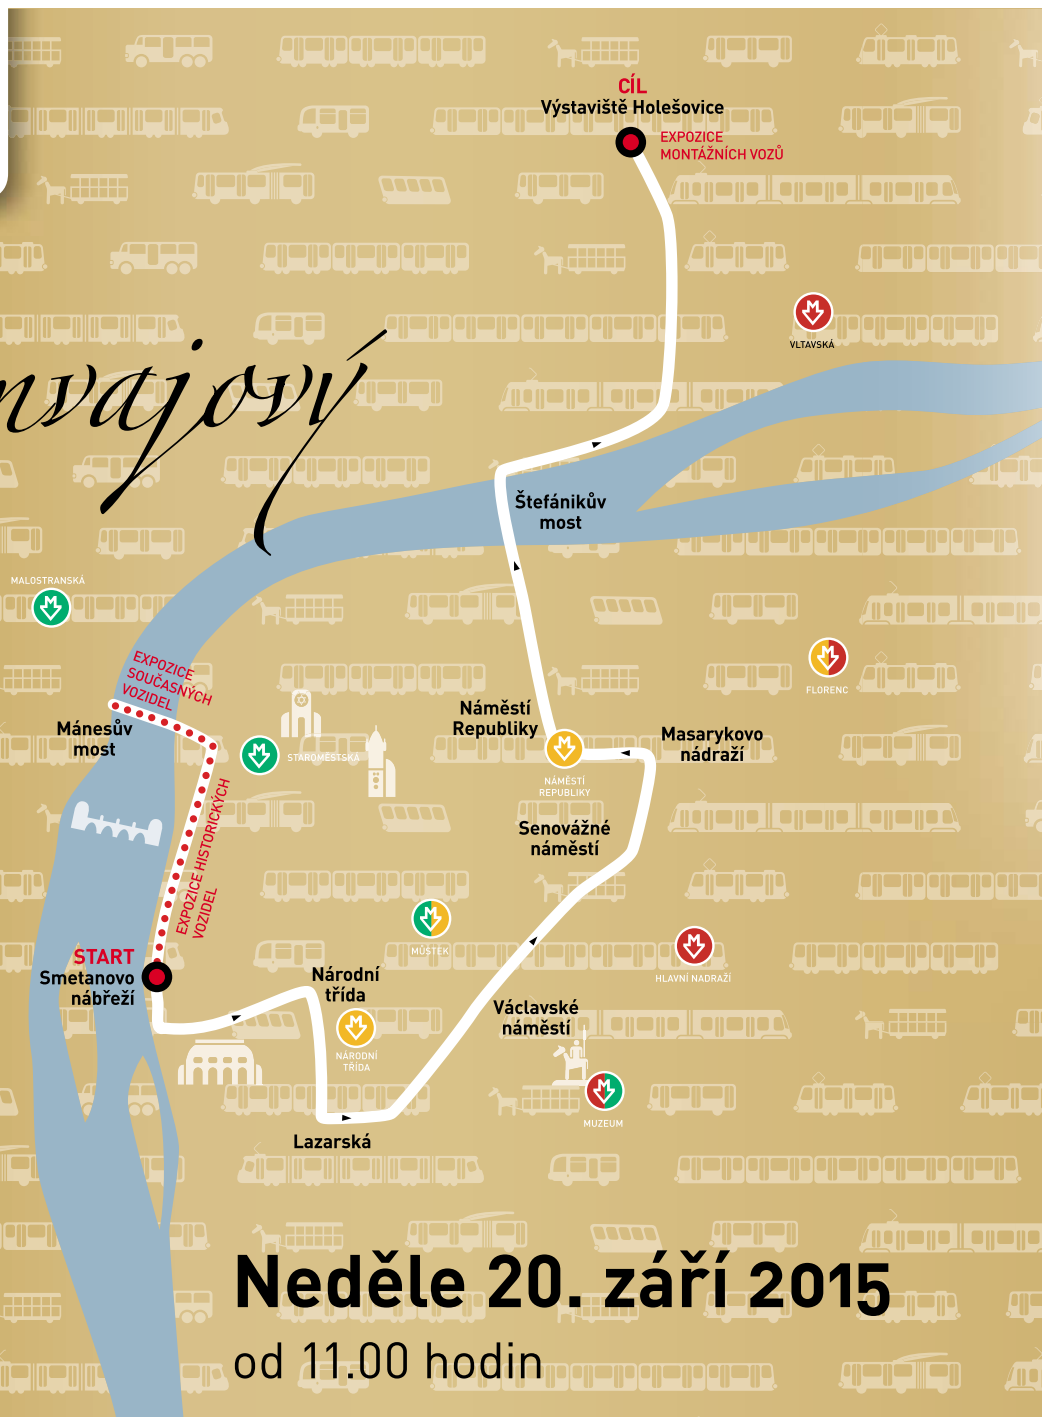 CÍL
Výstaviště Holešovice
EXPOZICE
MONTÁŽNÍCH VOZŮ
VLTAVSKÁ
Štefánikův
most
MALOSTRANSKÁ
EXPOZICE
SOUČASNÝCH
VOZIDEL
FLORENC
Mánesův
most
STAROMĚSTSKÁ
Náměstí
Republiky
Masarykovo
nádraží
NÁMĚSTÍ
REPUBLIKY
EXPOZICE HISTORICKÝCH
VOZIDEL
Senovážné
náměstí
MŮSTEK
HLAVNÍ NADRAŽÍ
START
Smetanovo
nábřeží
Národní
třída
NÁRODNÍ
TŘÍDA
Václavské
náměstí
MUZEUM
Lazarská
Neděle 20. září 2015
od 11.00 hodin